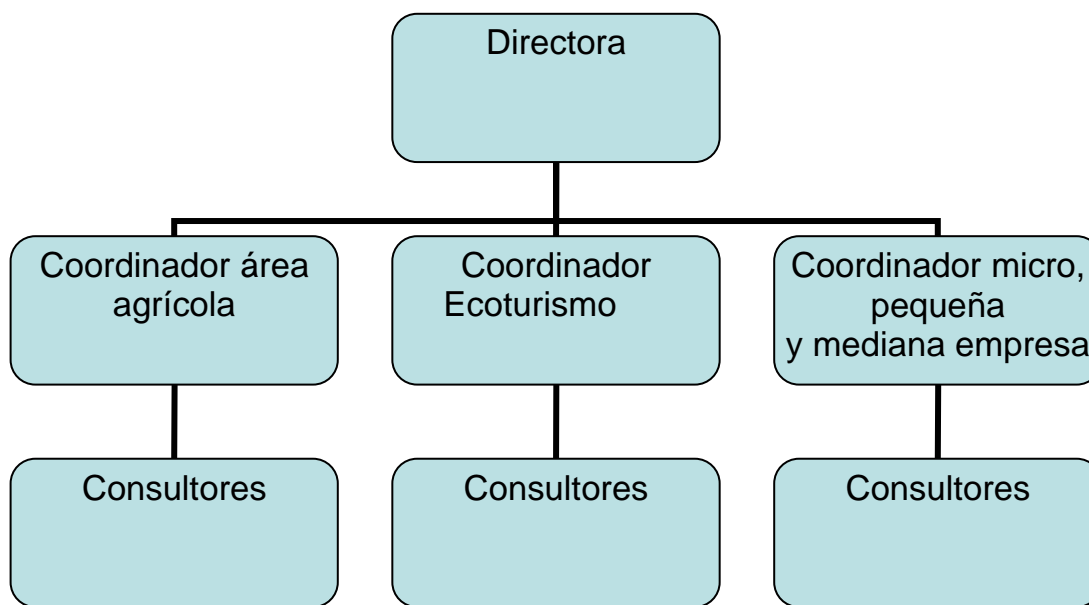 Directora
Coordinador área
agrícola
Coordinador
Ecoturismo
Coordinador micro,
pequeña
y mediana empresa
Consultores
Consultores
Consultores